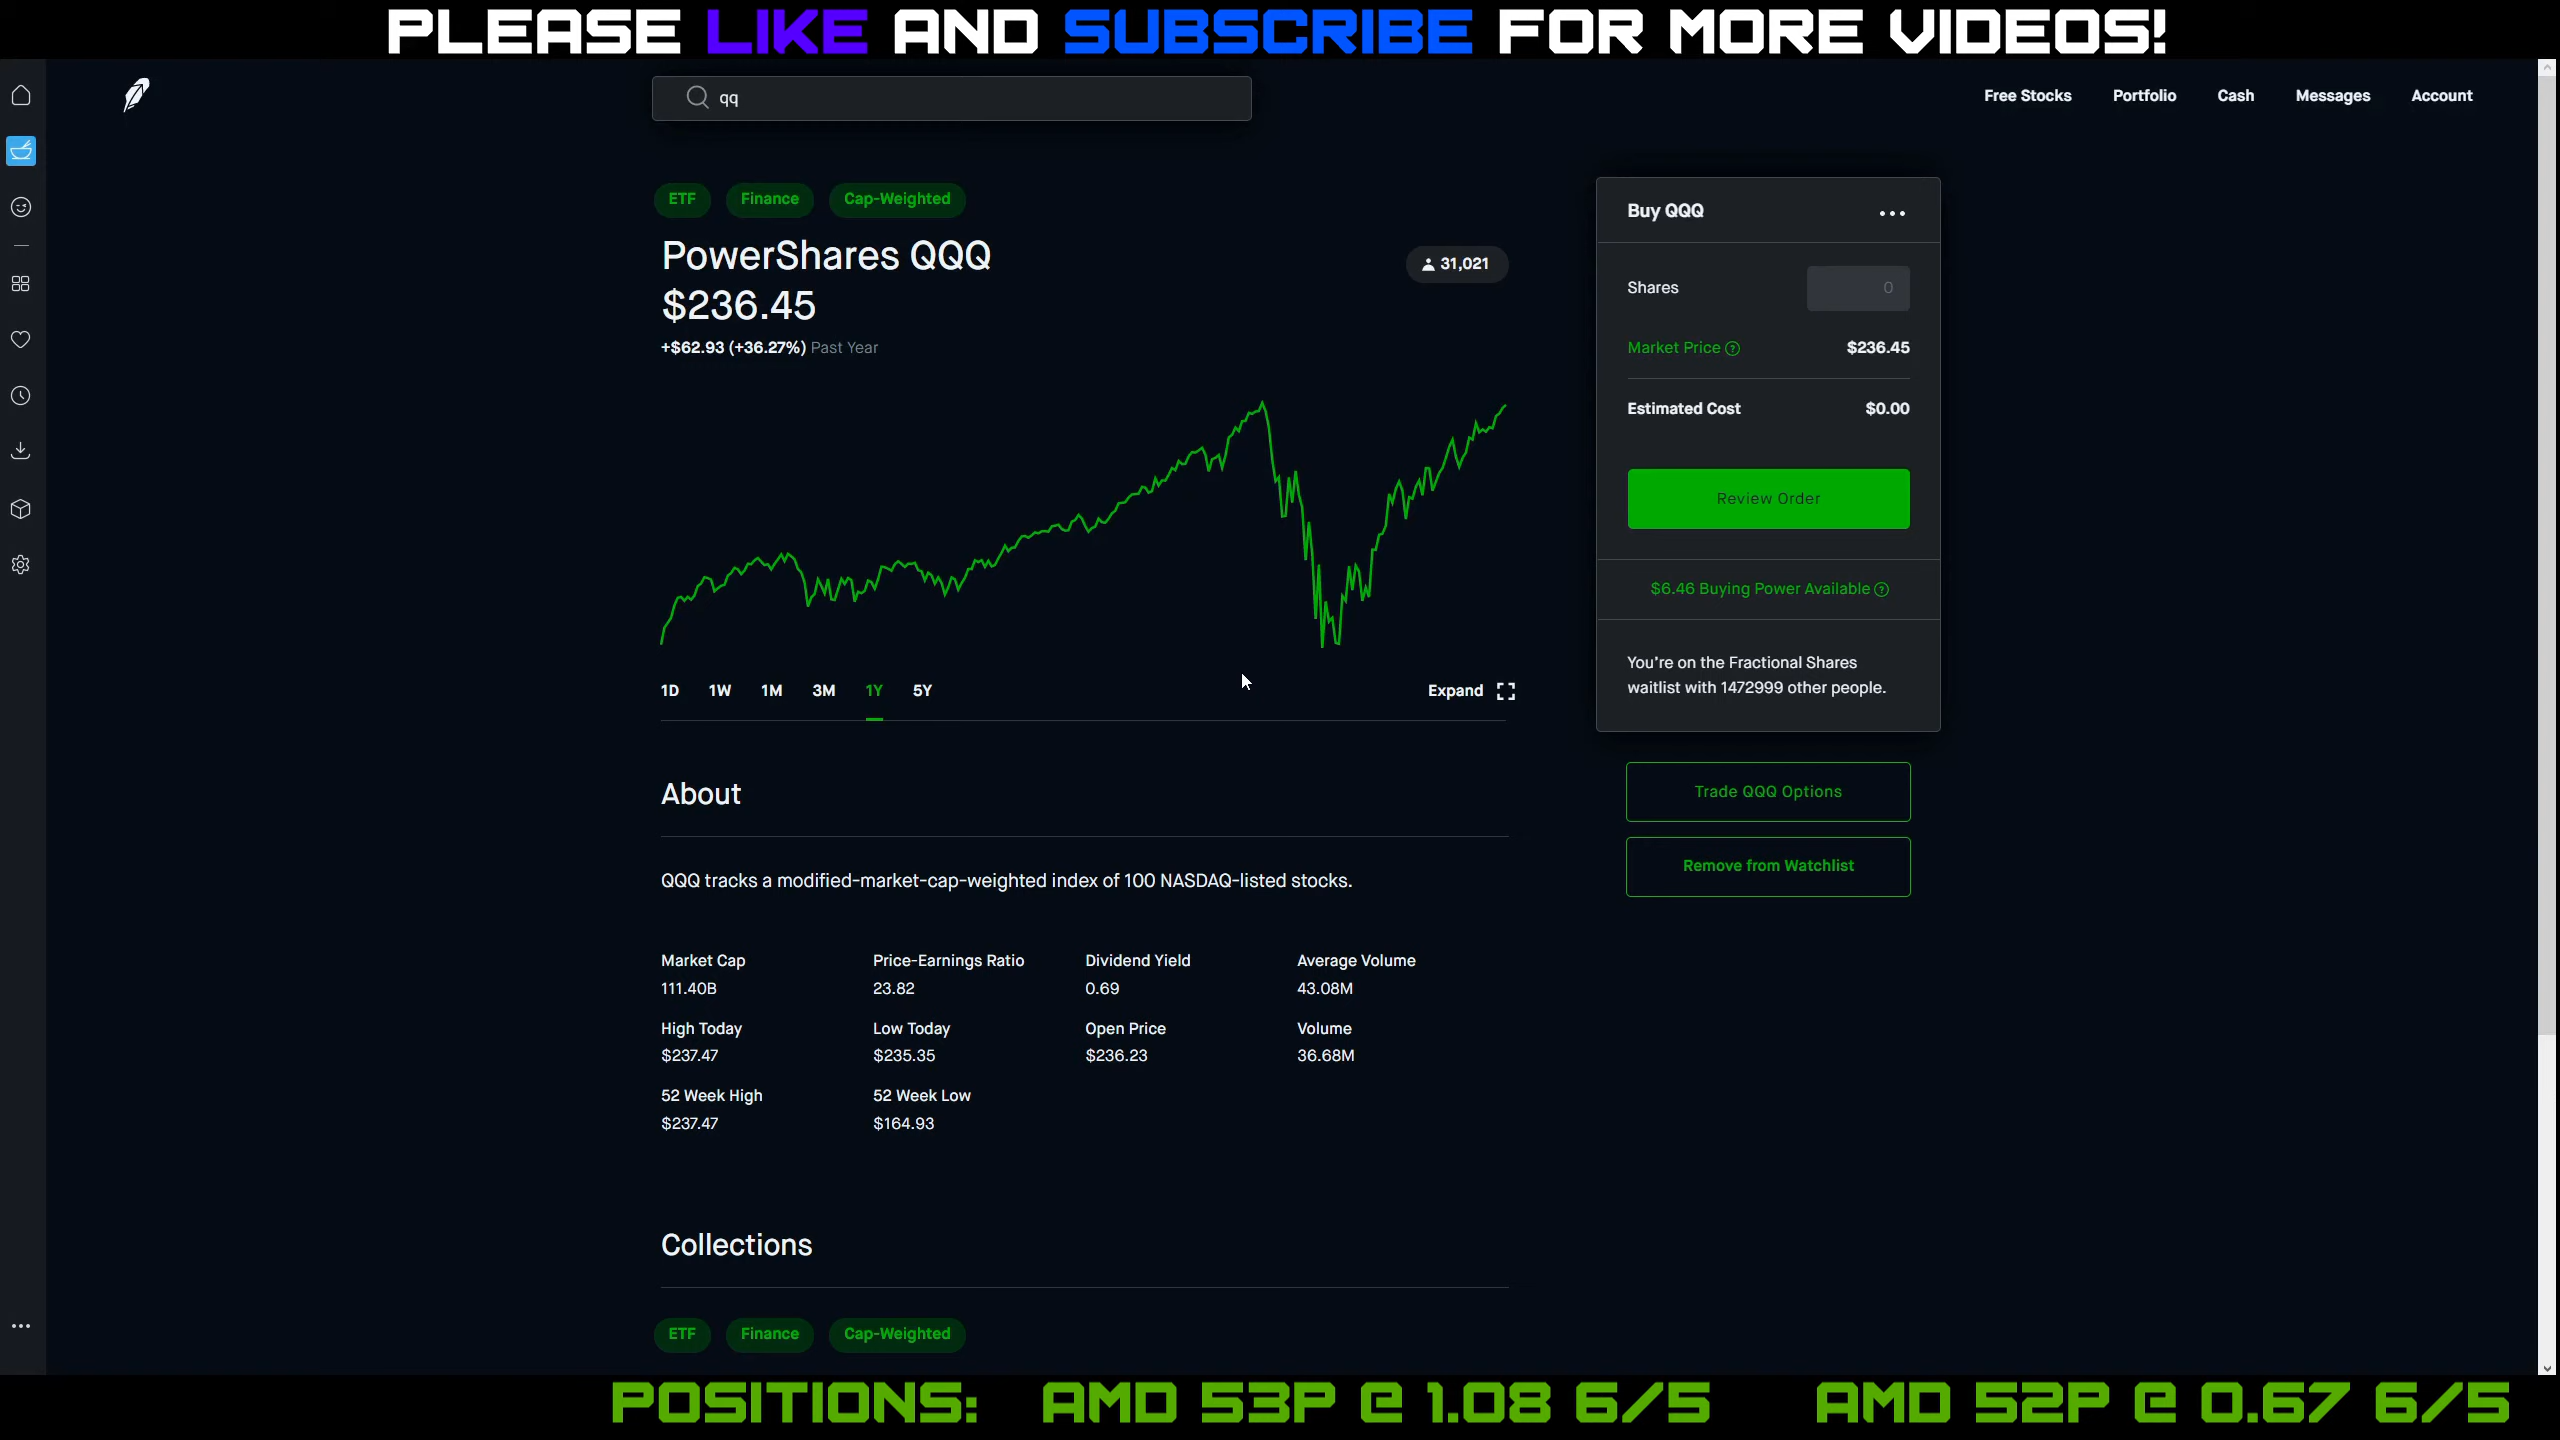 PLEASE LIKE AND SUBSCRIBE FOR MORE VIDEOS!
qq
Free Stocks Portfolio Cash Messages Account
ETF Finance Cap-Weighted
PowerShares QQQ
$236.45
+$62.93 (+36.27%) Past Year
31,021
1D 1W 1M 3M 1Y 5Y Expand
Buy QQQ
Shares 0
Market Price $236.45
Estimated Cost $0.00
Review Order
$6.46 Buying Power Available
You're on the Fractional Shares
waitlist with 1472999 other people.
Trade QQQ Options
Remove from Watchlist
About
QQQ tracks a modified-market-cap-weighted index of 100 NASDAQ-listed stocks.
Market Cap Price-Earnings Ratio Dividend Yield Average Volume
111.40B 23.82 0.69 43.08M
High Today Low Today Open Price Volume
$237.47 $235.35 $236.23 36.68M
52 Week High 52 Week Low
$237.47 $164.93
Collections
ETF Finance Cap-Weighted
POSITIONS: AMD 53P @ 1.08 6/5 AMD 52P @ 0.67 6/5